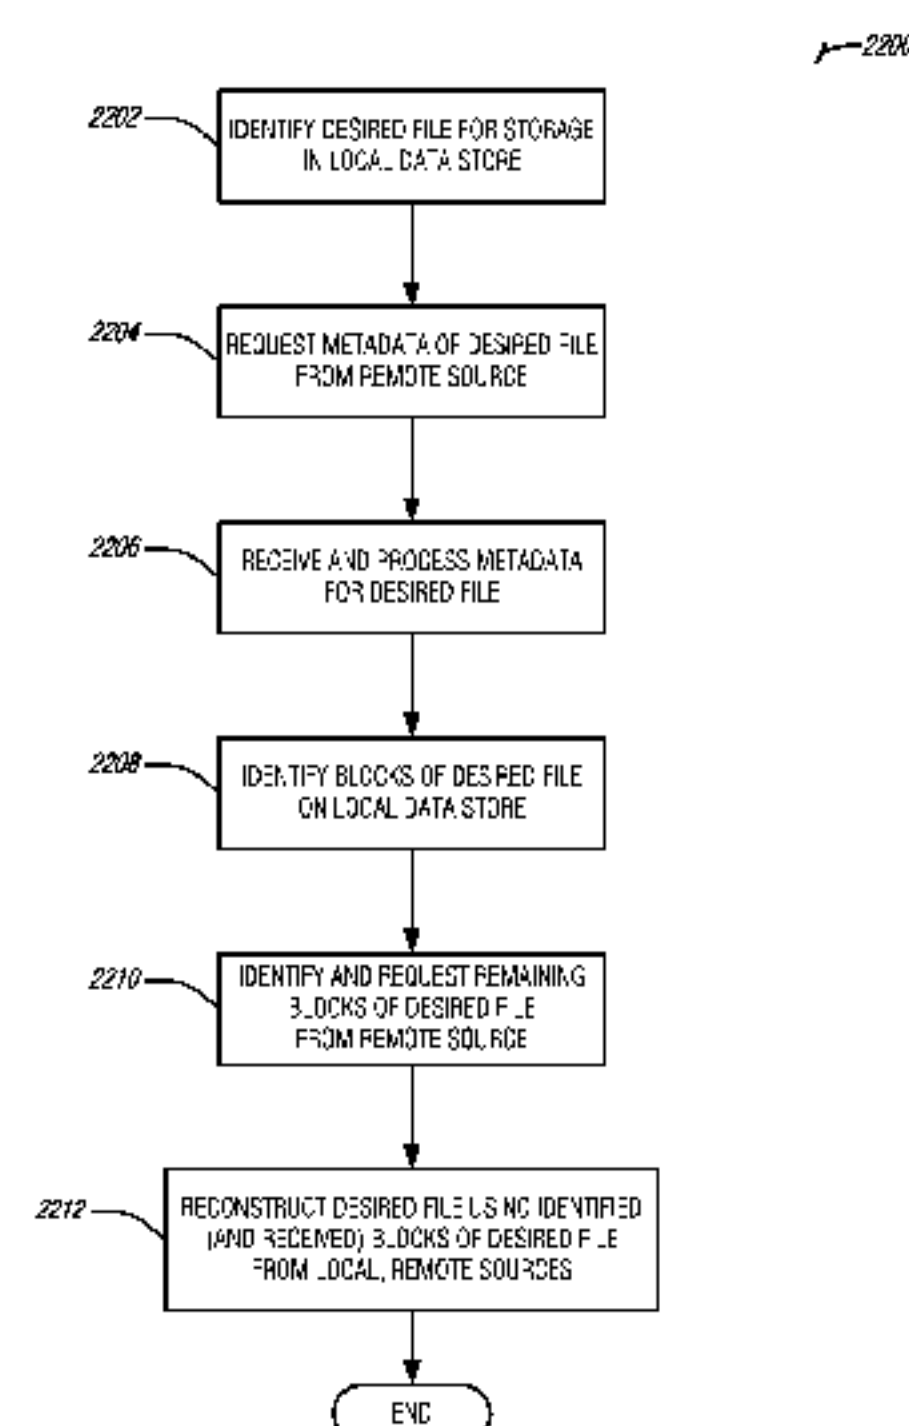 2200
2202
IDENTIFY DESIRED FILE FOR STORAGE
IN LOCAL DATA STORE
2204
REQUEST METADATA OF DESIRED FILE
FROM REMOTE SOURCE
2206
RECEIVE AND PROCESS METADATA
FOR DESIRED FILE
2208
IDENTIFY BLOCKS OF DESIRED FILE
ON LOCAL DATA STORE
2210
IDENTIFY AND REQUEST REMAINING
BLOCKS OF DESIRED FILE
FROM REMOTE SOURCE
2212
RECONSTRUCT DESIRED FILE USING IDENTIFIED
(AND RECEIVED) BLOCKS OF DESIRED FILE
FROM LOCAL, REMOTE SOURCES
END